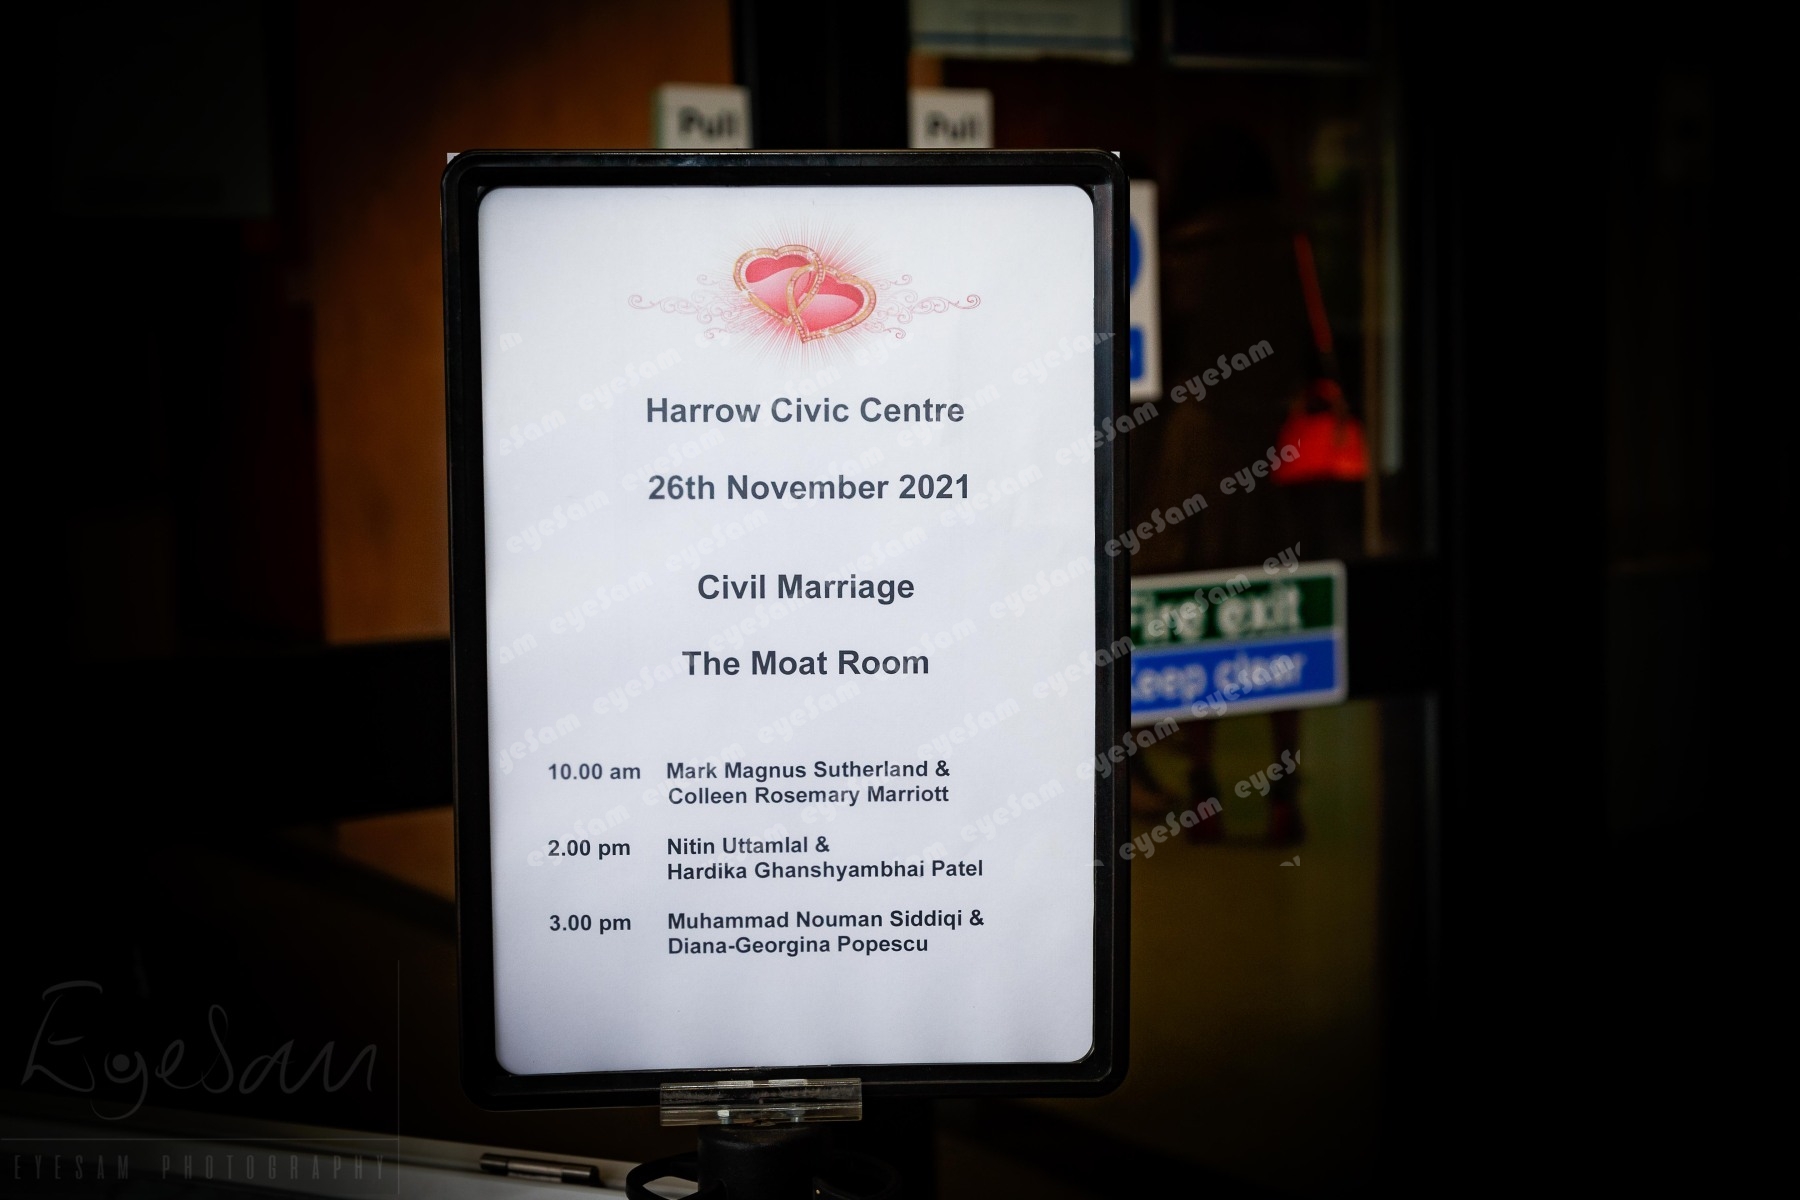 Pull
Pull
Harrow Civic Centre
26th November 2021
Civil Marriage
The Moat Room
10.00 am Mark Magnus Sutherland &
Colleen Rosemary Marriott
2.00 pm Nitin Uttamlal &
Hardika Ghanshyambhai Patel
3.00 pm Muhammad Nouman Siddiqi &
Diana-Georgina Popescu
Fire exit
Keep clear
eyeSam
EyeSam
EYESAM PHOTOGRAPHY